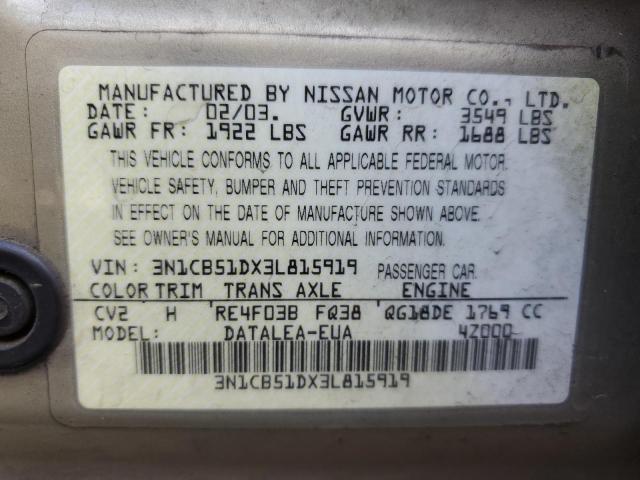 MANUFACTURED BY NISSAN MOTOR CO., LTD.
DATE: 02/03. GVWR: 3549 LBS
GAWR FR: 1922 LBS GAWR RR: 1688 LBS
THIS VEHICLE CONFORMS TO ALL APPLICABLE FEDERAL MOTOR
VEHICLE SAFETY, BUMPER AND THEFT PREVENTION STANDARDS
IN EFFECT ON THE DATE OF MANUFACTURE SHOWN ABOVE.
SEE OWNER'S MANUAL FOR ADDITIONAL INFORMATION.
VIN: 3N1CB51DX3L815919 PASSENGER CAR
COLOR TRIM TRANS AXLE ENGINE
CV2 H RE4F03B FQ38 QG18DE 1769 CC
MODEL: DATALEA-EUA 4Z000
3N1CB51DX3L815919